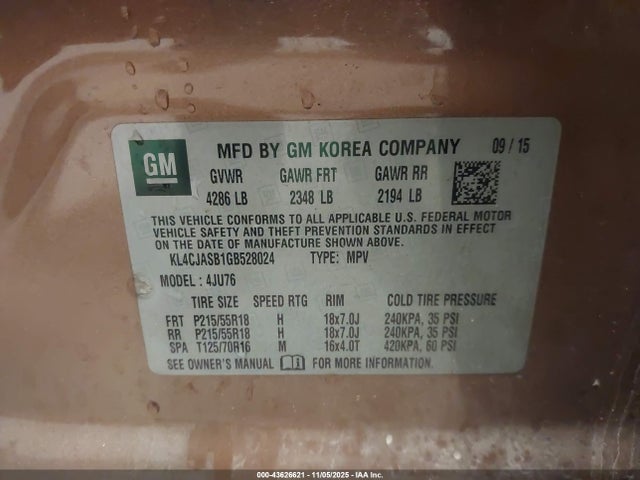 GM MFD BY GM KOREA COMPANY 09 / 15
GVWR GAWR FRT GAWR RR
4286 LB 2348 LB 2194 LB
THIS VEHICLE CONFORMS TO ALL APPLICABLE U.S. FEDERAL MOTOR
VEHICLE SAFETY AND THEFT PREVENTION STANDARDS IN EFFECT
ON THE DATE OF MANUFACTURE SHOWN ABOVE.
KL4CJASB1GB528024 TYPE: MPV
MODEL : 4JU76
TIRE SIZE SPEED RTG RIM COLD TIRE PRESSURE
FRT P215/55R18 H 18x7.0J 240KPA, 35 PSI
RR P215/55R18 H 18x7.0J 240KPA, 35 PSI
SPA T125/70R16 M 16x4.0T 420KPA, 60 PSI
SEE OWNER'S MANUAL FOR MORE INFORMATION.
000-43626621 - 11/05/2025 - IAA Inc.